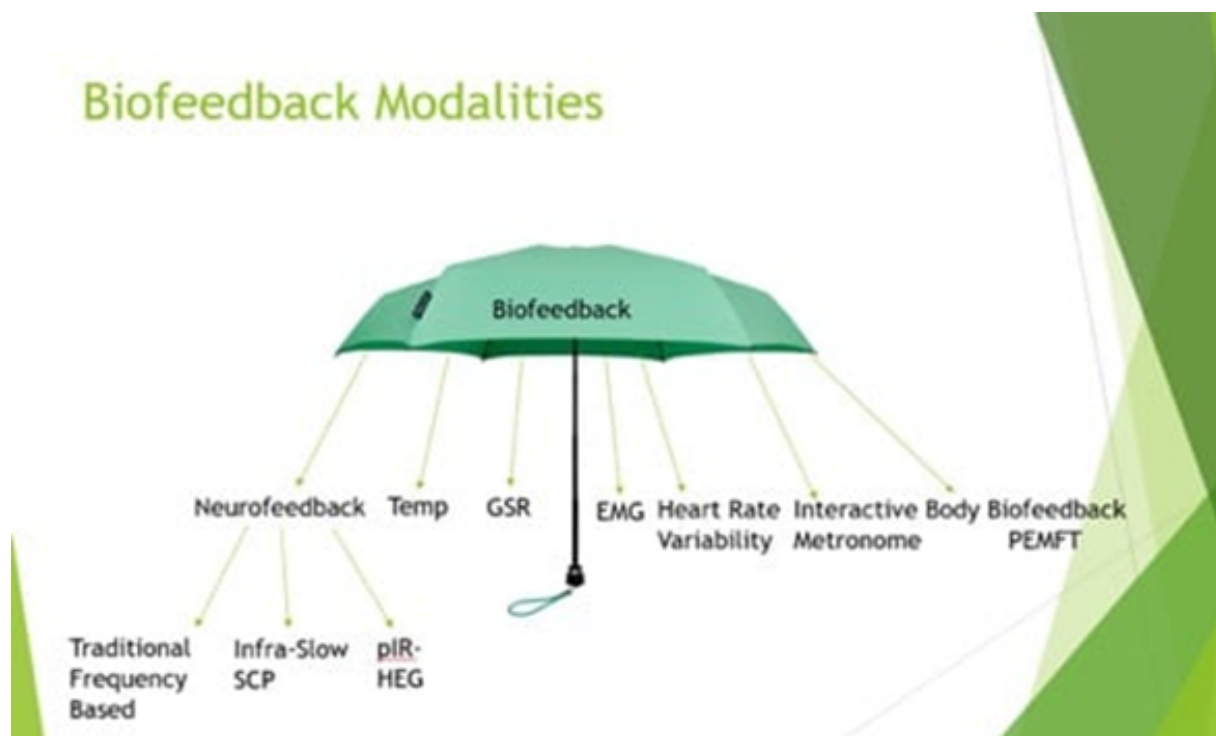 Biofeedback Modalities
Biofeedback
Neurofeedback Temp GSR EMG Heart Rate Interactive Body Biofeedback
Variability Metronome PEMFT
Traditional Infra-Slow pIR-
Frequency SCP HEG
Based